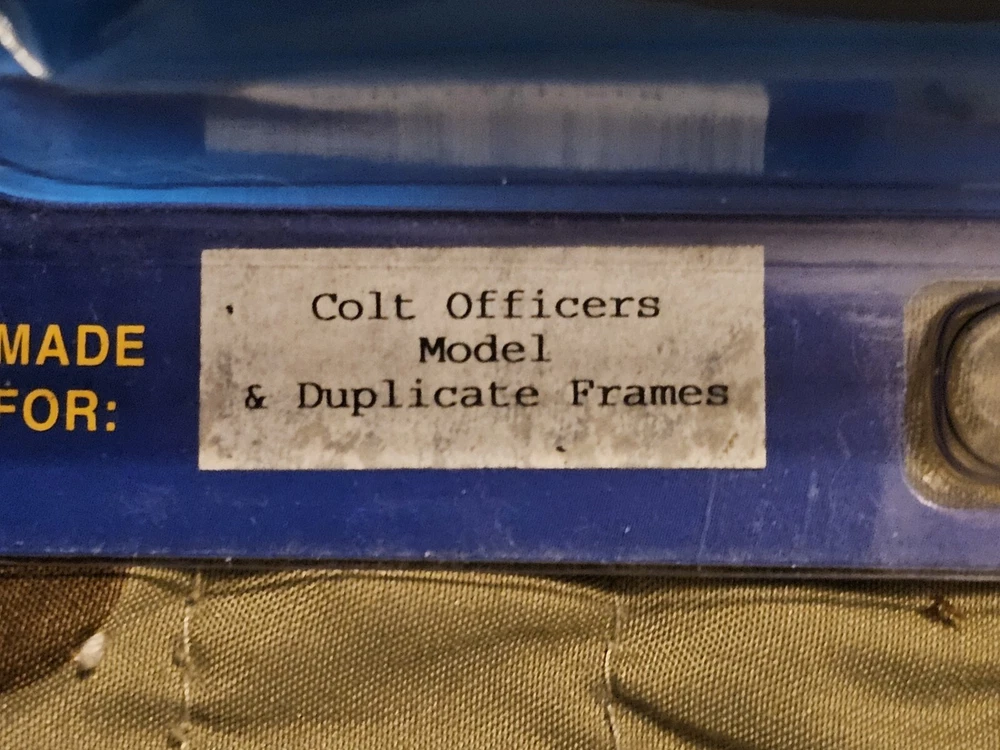 MADE
FOR:
Colt Officers
Model
& Duplicate Frames